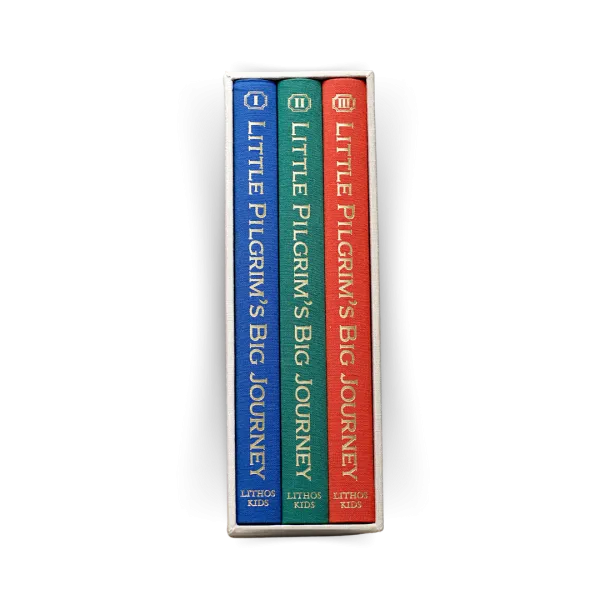 I
LITTLE PILGRIM'S BIG JOURNEY
LITHOS
KIDS
II
LITTLE PILGRIM'S BIG JOURNEY
LITHOS
KIDS
III
LITTLE PILGRIM'S BIG JOURNEY
LITHOS
KIDS